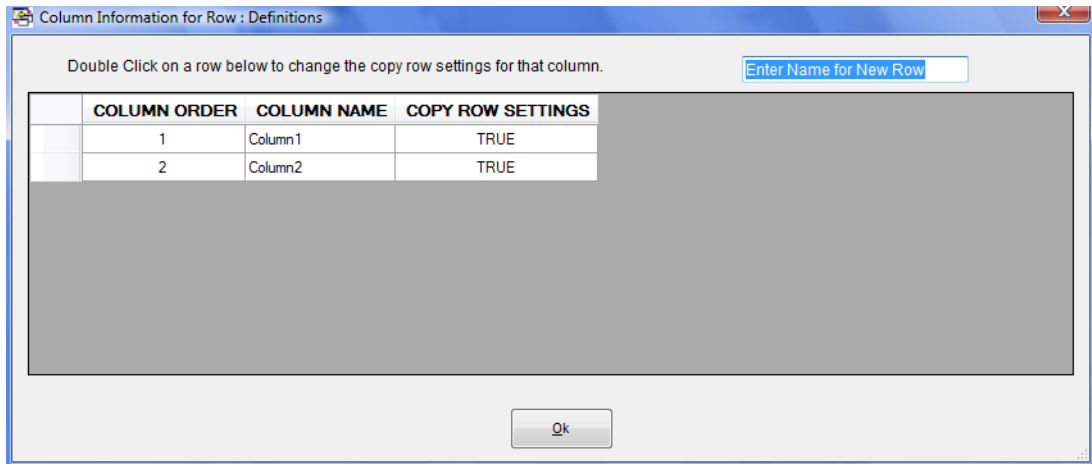 Column Information for Row : Definitions
Double Click on a row below to change the copy row settings for that column.
Enter Name for New Row
COLUMN ORDER COLUMN NAME COPY ROW SETTINGS
1 Column1 TRUE
2 Column2 TRUE
Ok